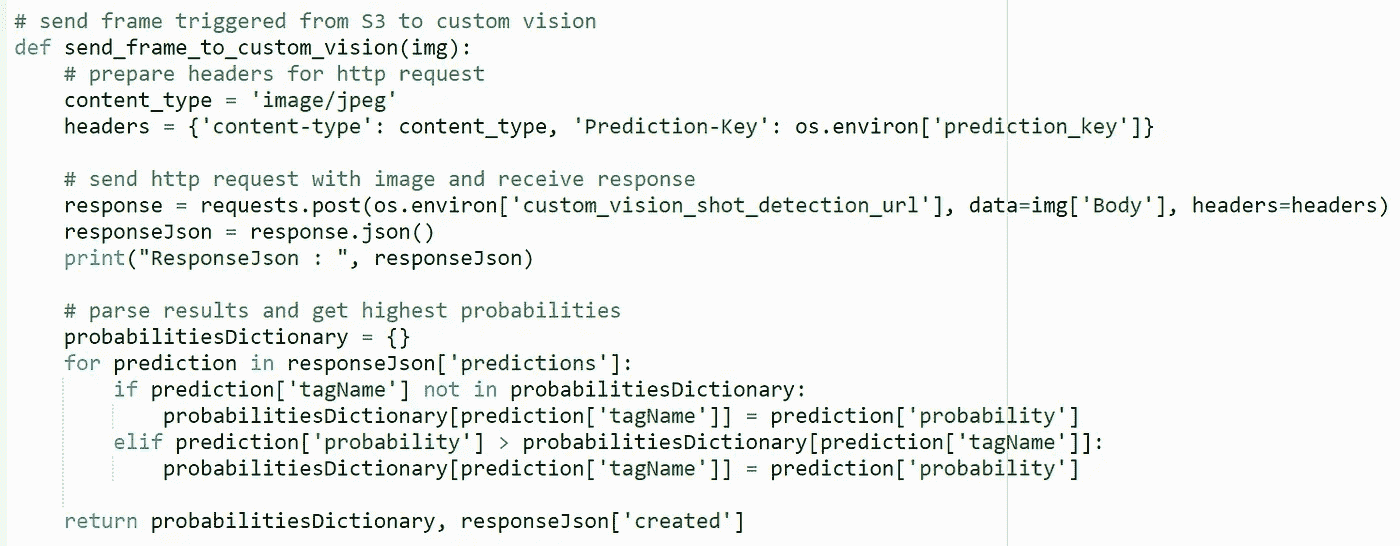 # send frame triggered from S3 to custom vision
def send_frame_to_custom_vision(img):
    # prepare headers for http request
    content_type = 'image/jpeg'
    headers = {'content-type': content_type, 'Prediction-Key': os.environ['prediction_key']}

    # send http request with image and receive response
    response = requests.post(os.environ['custom_vision_shot_detection_url'], data=img['Body'], headers=headers)
    responseJson = response.json()
    print("ResponseJson : ", responseJson)

    # parse results and get highest probabilities
    probabilitiesDictionary = {}
    for prediction in responseJson['predictions']:
        if prediction['tagName'] not in probabilitiesDictionary:
            probabilitiesDictionary[prediction['tagName']] = prediction['probability']
        elif prediction['probability'] > probabilitiesDictionary[prediction['tagName']]:
            probabilitiesDictionary[prediction['tagName']] = prediction['probability']

    return probabilitiesDictionary, responseJson['created']